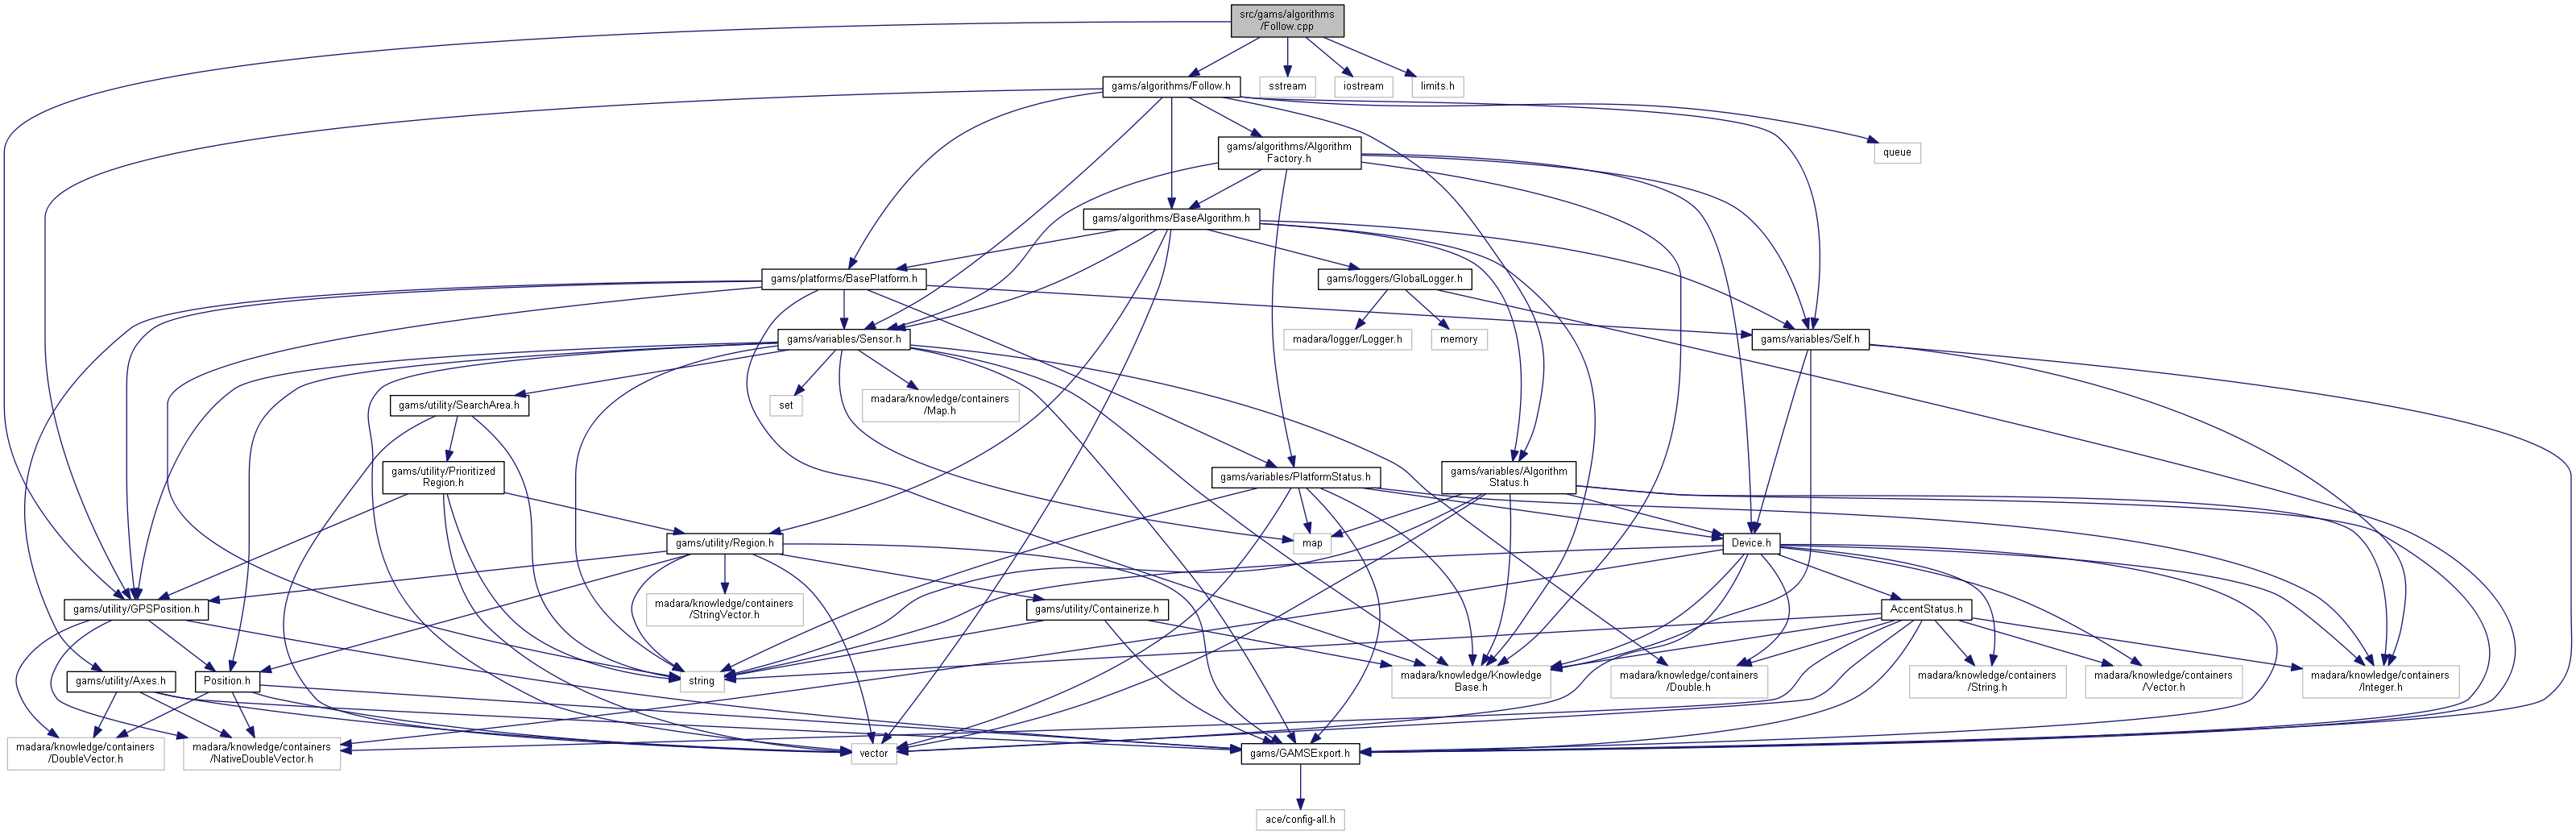 src/gams/algorithms
/Follow.cpp
gams/algorithms/Follow.h
sstream
iostream
limits.h
gams/algorithms/Algorithm
Factory.h
queue
gams/algorithms/BaseAlgorithm.h
gams/platforms/BasePlatform.h
gams/loggers/GlobalLogger.h
gams/variables/Sensor.h
madara/logger/Logger.h
memory
gams/variables/Self.h
gams/utility/SearchArea.h
set
madara/knowledge/containers
/Map.h
gams/utility/Prioritized
Region.h
gams/variables/PlatformStatus.h
gams/variables/Algorithm
Status.h
gams/utility/Region.h
map
Device.h
gams/utility/GPSPosition.h
madara/knowledge/containers
/StringVector.h
gams/utility/Containerize.h
AccentStatus.h
gams/utility/Axes.h
Position.h
string
madara/knowledge/Knowledge
Base.h
madara/knowledge/containers
/Double.h
madara/knowledge/containers
/String.h
madara/knowledge/containers
/Vector.h
madara/knowledge/containers
/Integer.h
madara/knowledge/containers
/DoubleVector.h
madara/knowledge/containers
/NativeDoubleVector.h
vector
gams/GAMSExport.h
ace/config-all.h